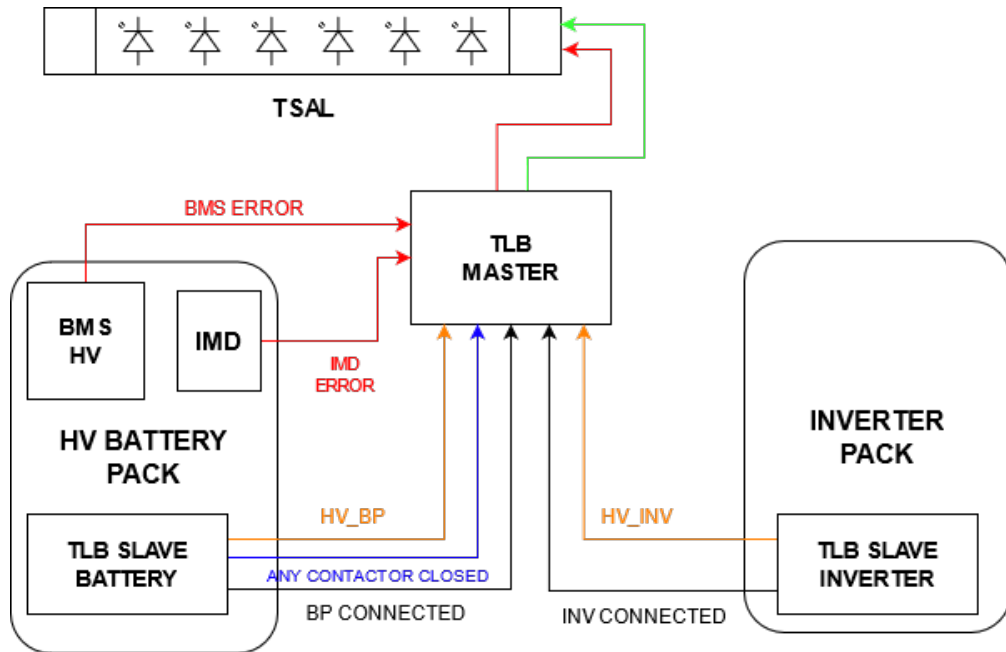 TSAL
BMS ERROR
TLB
MASTER
BMS
HV
IMD
IMD
ERROR
HV BATTERY
PACK
INVERTER
PACK
HV_BP
HV_INV
TLB SLAVE
BATTERY
TLB SLAVE
INVERTER
ANY CONTACTOR CLOSED
BP CONNECTED
INV CONNECTED